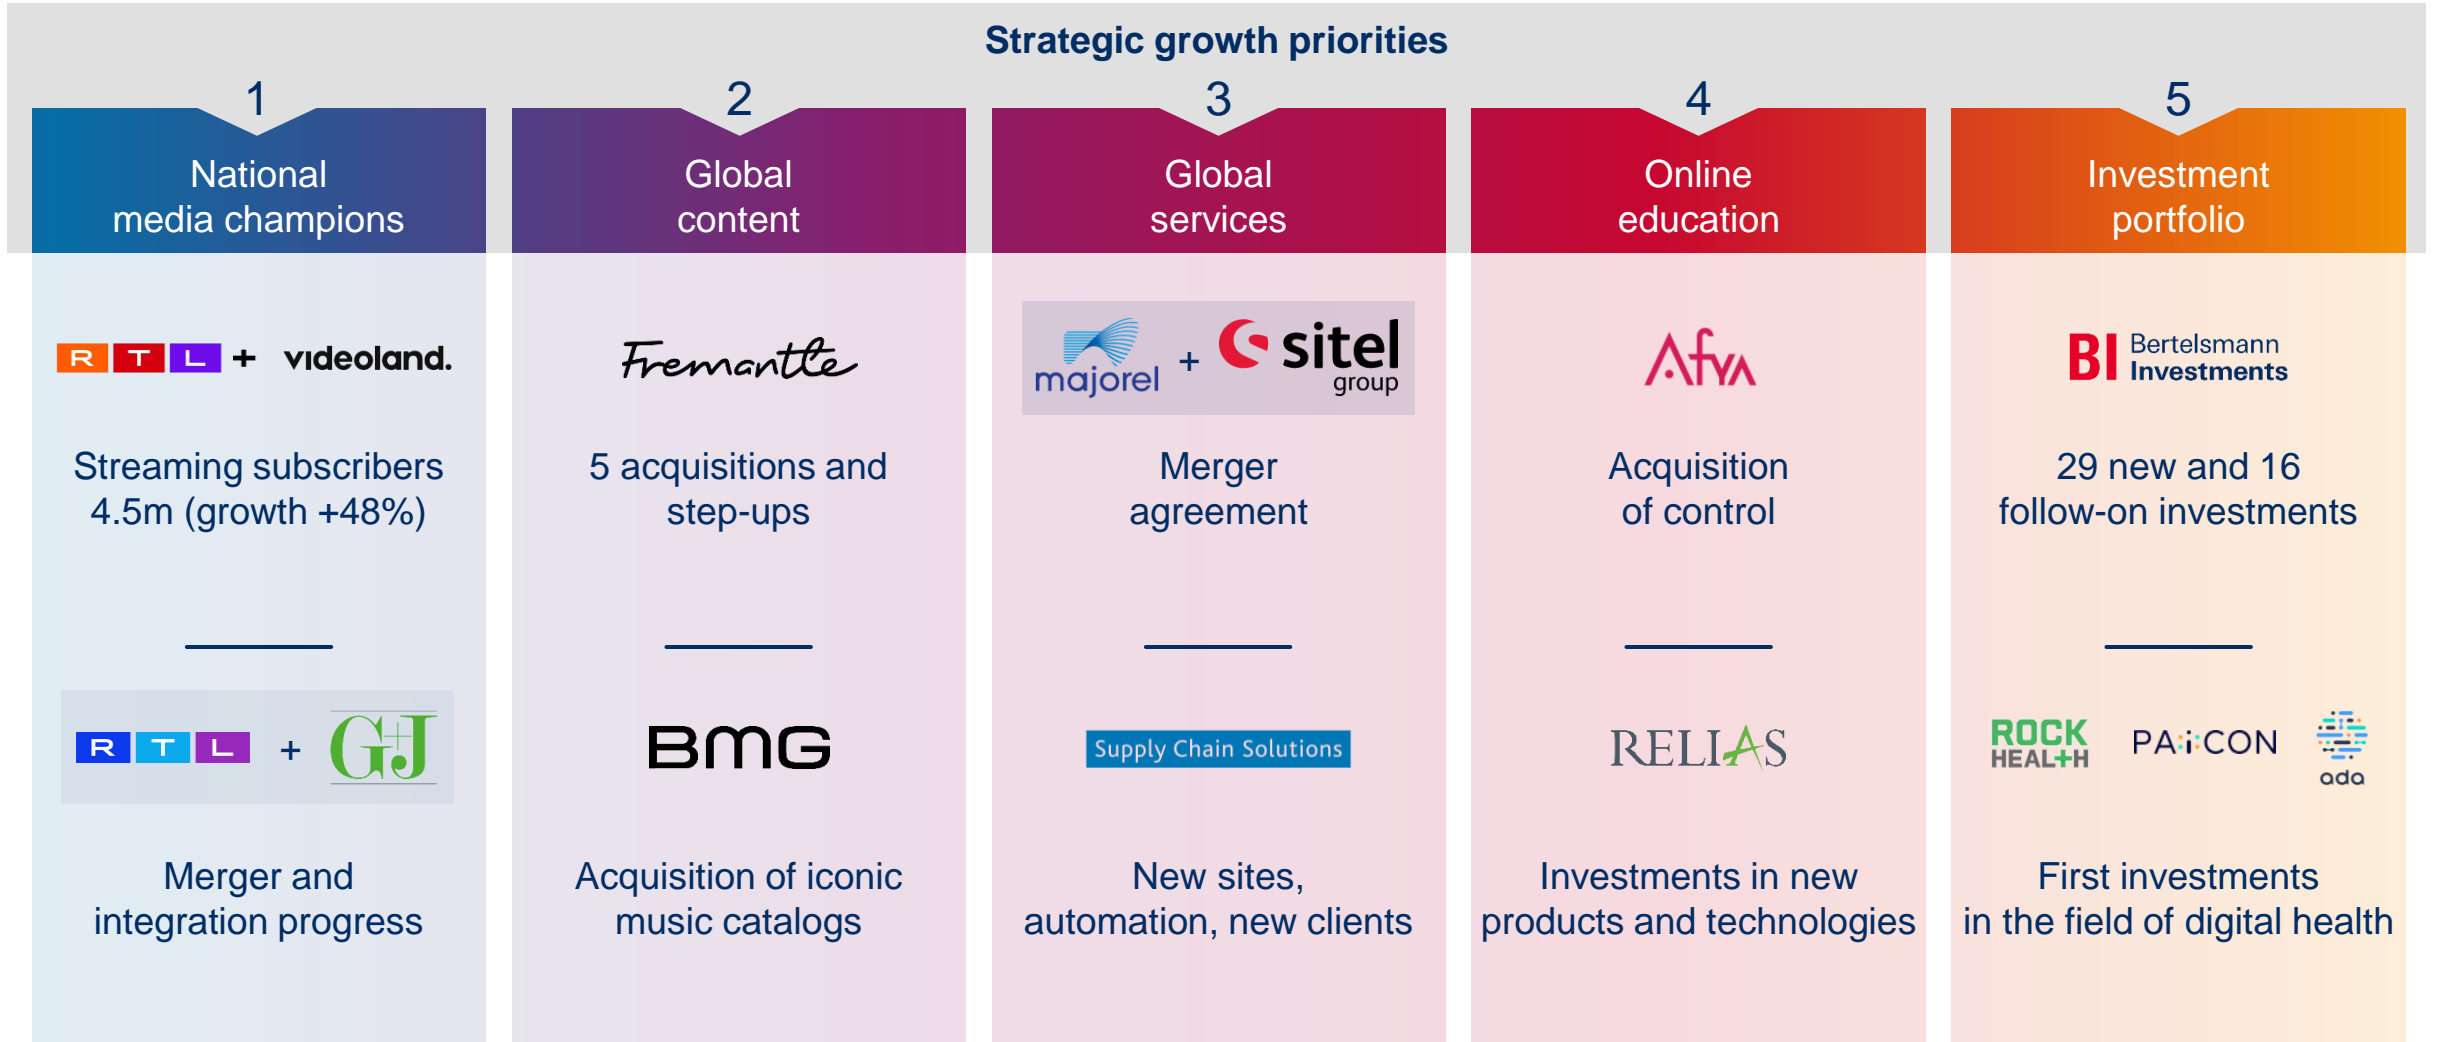 Strategic growth priorities
1
National
media champions
RTL+ videoland.
Streaming subscribers
4.5m (growth +48%)
RTL + G+J
Merger and
integration progress
2
Global
content
Fremantle
5 acquisitions and
step-ups
BMG
Acquisition of iconic
music catalogs
3
Global
services
majorel + sitel
group
Merger
agreement
Supply Chain Solutions
New sites,
automation, new clients
4
Online
education
Afya
Acquisition
of control
RELIAS
Investments in new
products and technologies
5
Investment
portfolio
BI Bertelsmann
Investments
29 new and 16
follow-on investments
ROCK
HEALTH
PAiCON
ada
First investments
in the field of digital health